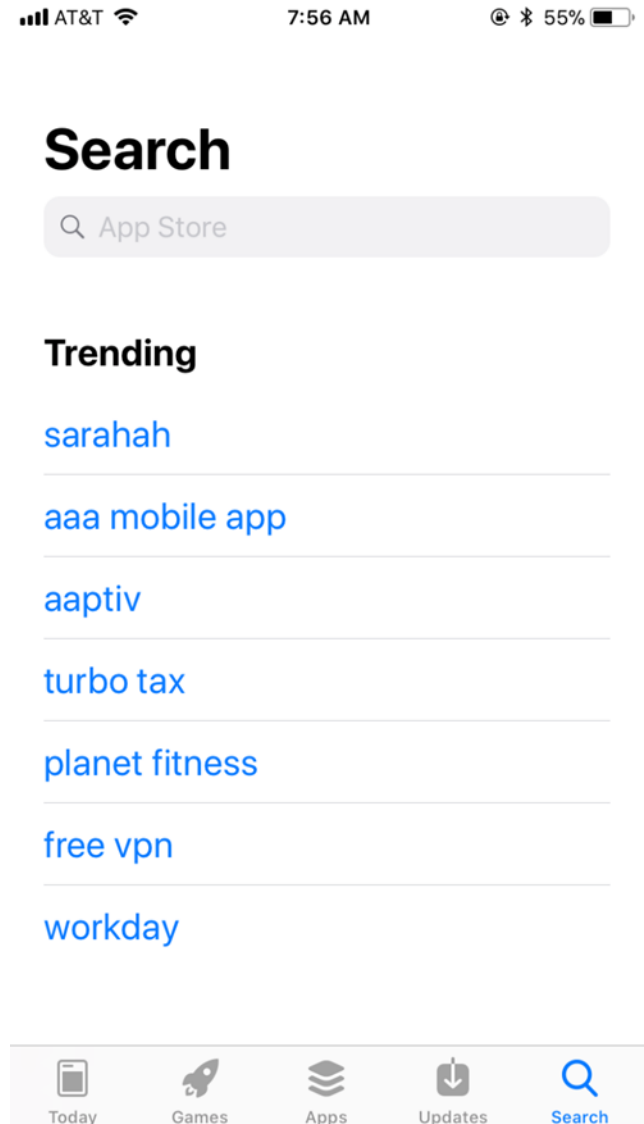 AT&T 7:56 AM 55%
Search
App Store
Trending
sarahah
aaa mobile app
aaptiv
turbo tax
planet fitness
free vpn
workday
Today Games Apps Updates Search